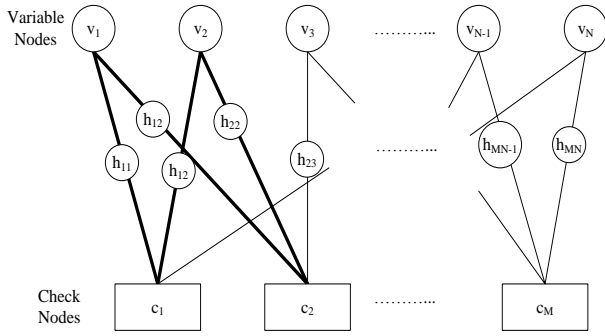 Variable Nodes
v1 v2 v3 ............ vN-1 vN
h12 h22
h11 h12 h23 ............ hMN-1 hMN
Check Nodes
c1 c2 ............ cM